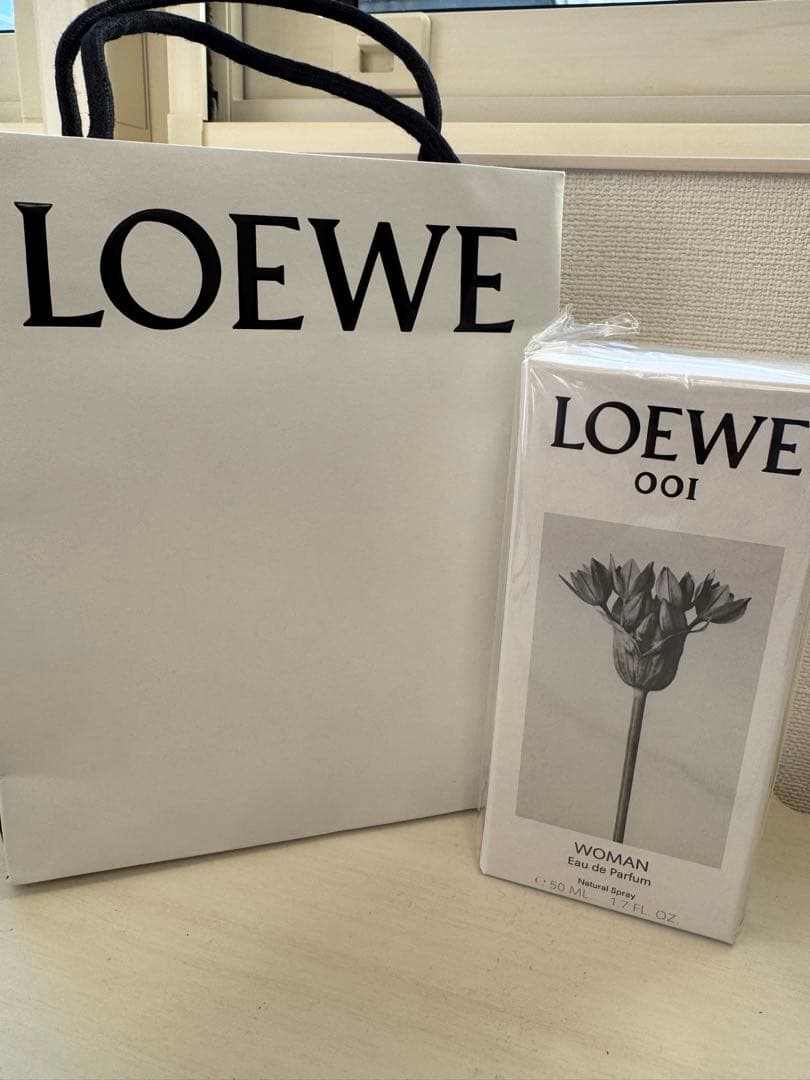 LOEWE
LOEWE
001
WOMAN
Eau de Parfum
Natural Spray
50 ML. 1.7 FL. OZ.